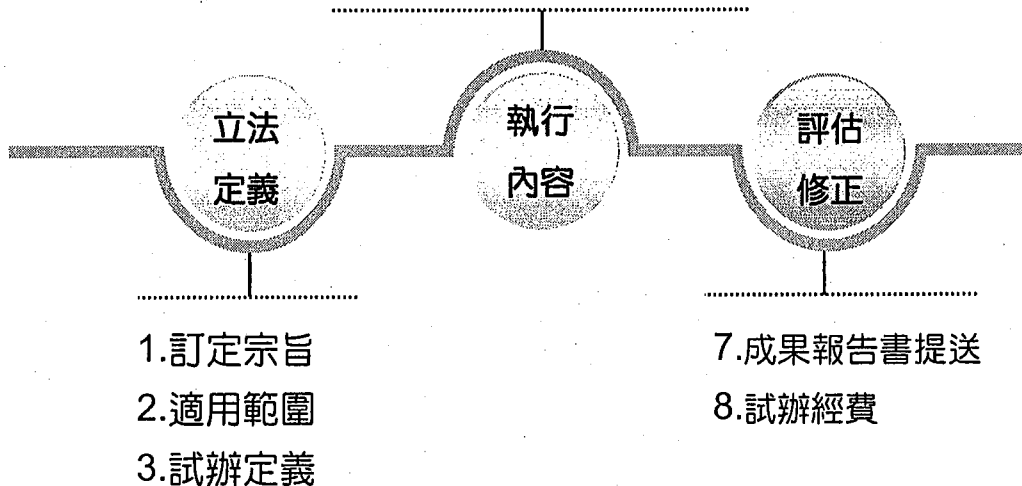 立法
定義
執行
內容
評估
修正
1.訂定宗旨
2.適用範圍
3.試辦定義
7.成果報告書提送
8.試辦經費